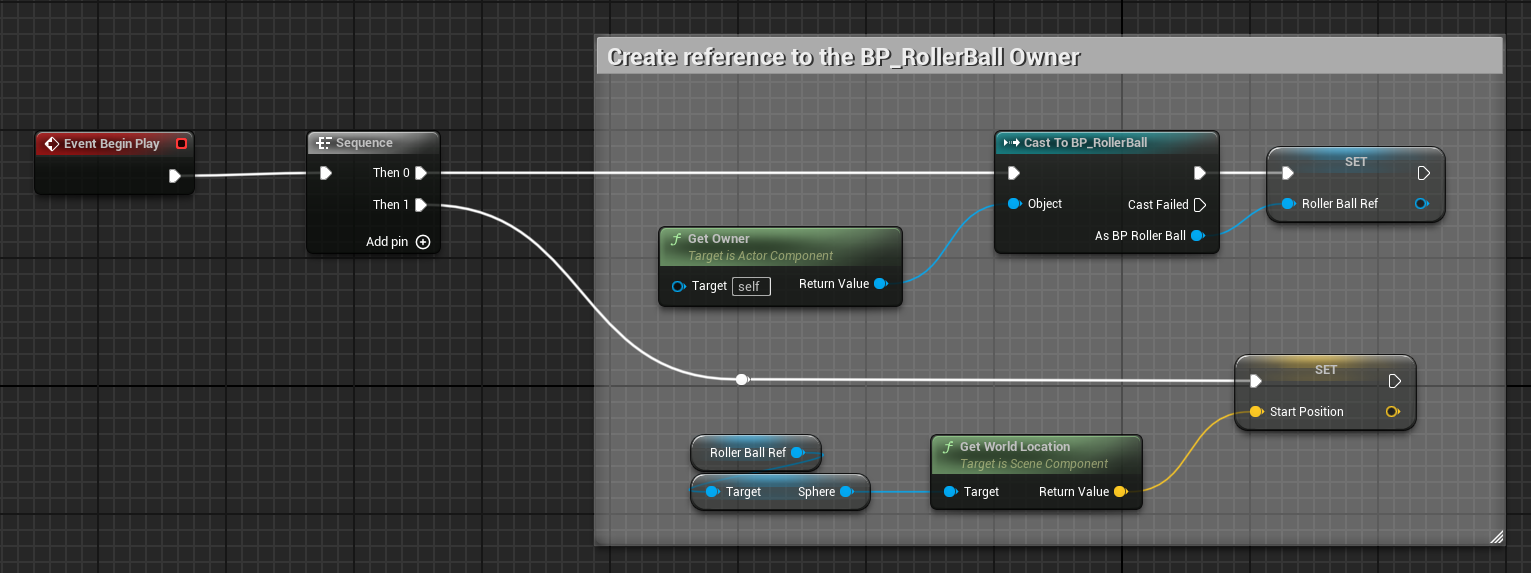 Create reference to the BP_RollerBall Owner
Event Begin Play
Sequence
Then 0
Then 1
Add pin
Cast To BP_RollerBall
Object
Cast Failed
As BP Roller Ball
SET
Roller Ball Ref
Get Owner
Target is Actor Component
Target self Return Value
SET
Start Position
Roller Ball Ref
Target Sphere
Get World Location
Target is Scene Component
Target Return Value